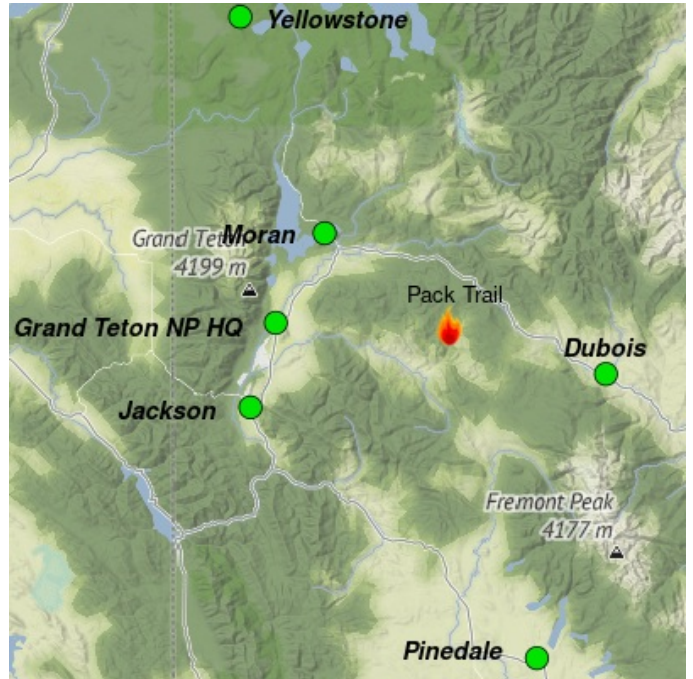 Yellowstone
Moran
Grand Teton
4199 m
Pack Trail
Grand Teton NP HQ
Dubois
Jackson
Fremont Peak
4177 m
Pinedale